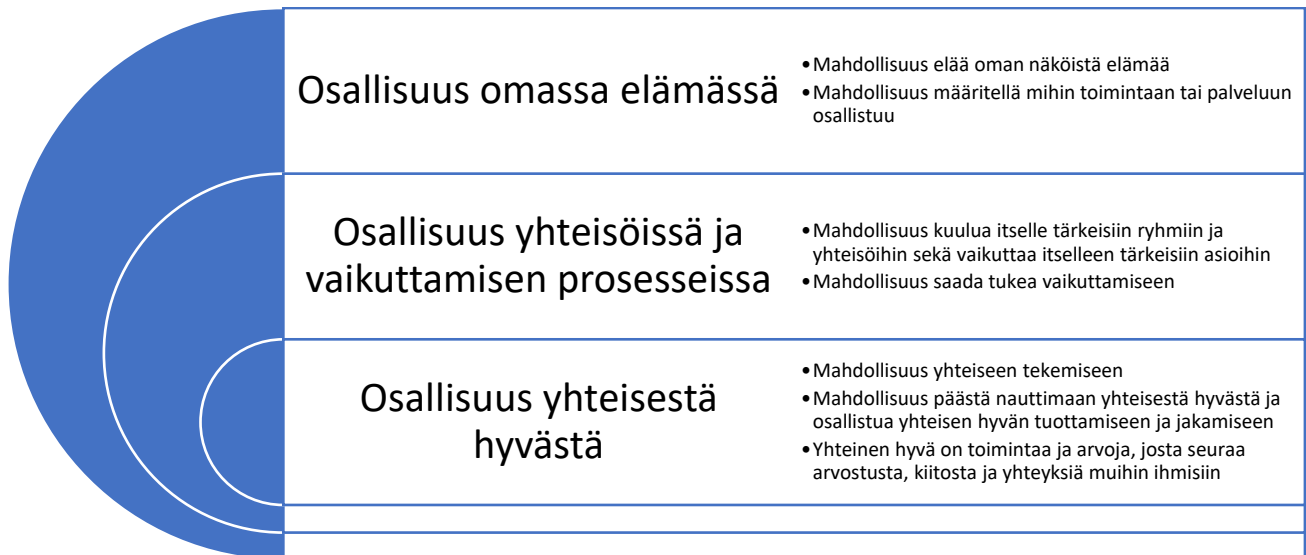 Osallisuus omassa elämässä
•Mahdollisuus elää oman näköistä elämää
•Mahdollisuus määritellä mihin toimintaan tai palveluun
osallistuu
Osallisuus yhteisöissä ja
vaikuttamisen prosesseissa
•Mahdollisuus kuulua itselle tärkeisiin ryhmiin ja
yhteisöihin sekä vaikuttaa itselleen tärkeisiin asioihin
•Mahdollisuus saada tukea vaikuttamiseen
Osallisuus yhteisestä
hyvästä
•Mahdollisuus yhteiseen tekemiseen
•Mahdollisuus päästä nauttimaan yhteisestä hyvästä ja
osallistua yhteisen hyvän tuottamiseen ja jakamiseen
•Yhteinen hyvä on toimintaa ja arvoja, josta seuraa
arvostusta, kiitosta ja yhteyksiä muihin ihmisiin